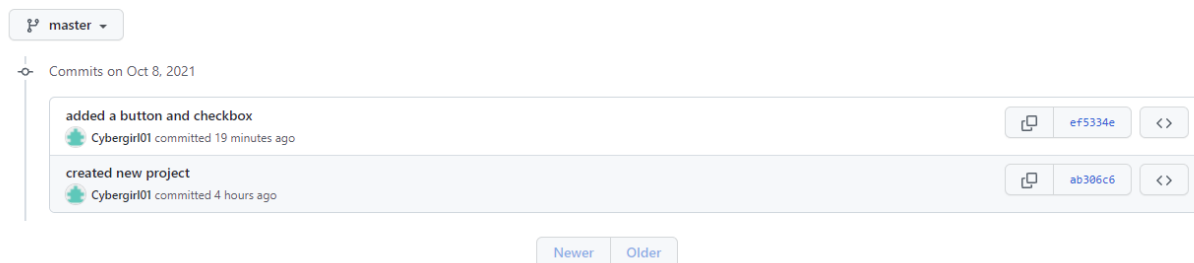 master
Commits on Oct 8, 2021
added a button and checkbox
Cybergirl01 committed 19 minutes ago
ef5334e
created new project
Cybergirl01 committed 4 hours ago
ab306c6
Newer Older